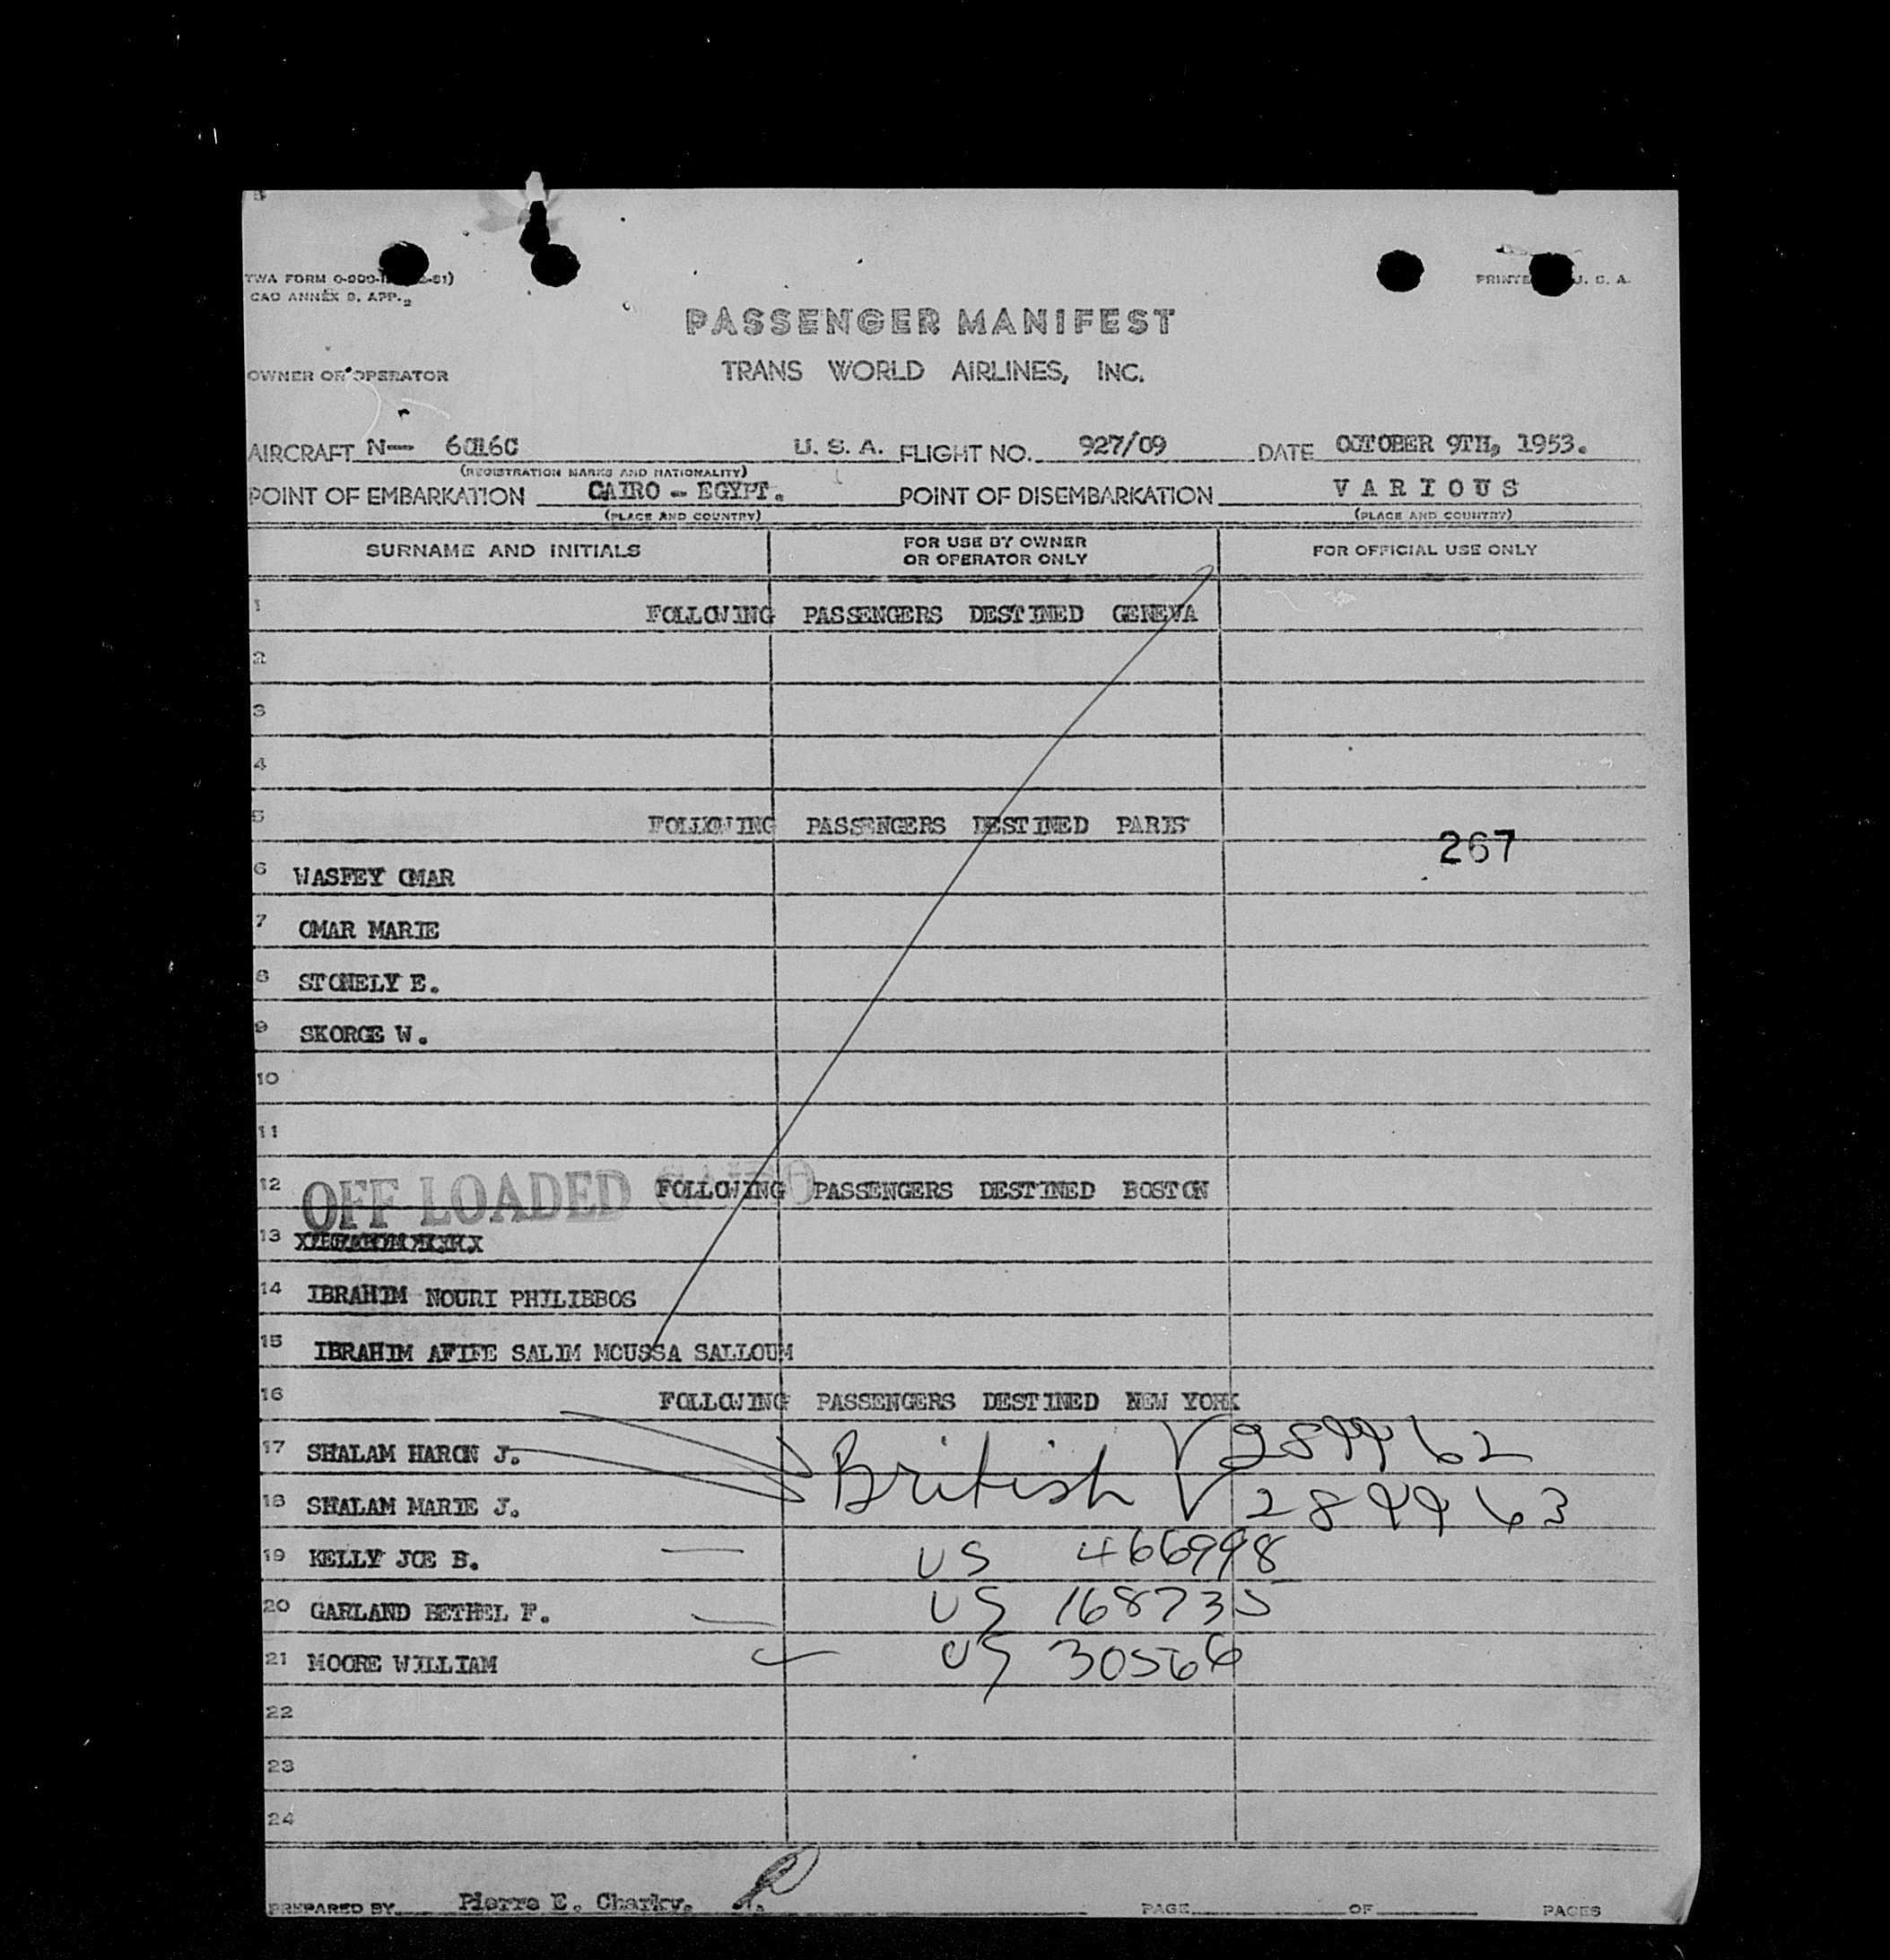 TWA FORM 0-900-
PRINTE U. S. A.
CAO ANNEX 9, APP. 2
PASSENGER MANIFEST
OWNER OR OPERATOR
TRANS WORLD AIRLINES, INC.
AIRCRAFT N— 6016C U. S. A. FLIGHT NO. 927/09 DATE OCTOBER 9TH, 1953.
(REGISTRATION MARKS AND NATIONALITY)
POINT OF EMBARKATION CAIRO - EGYPT. POINT OF DISEMBARKATION VARIOUS
(PLACE AND COUNTRY) (PLACE AND COUNTRY)
SURNAME AND INITIALS FOR USE BY OWNER OR OPERATOR ONLY FOR OFFICIAL USE ONLY
1 FOLLOWING PASSENGERS DESTINED GENEVA
2
3
4
5 FOLLOWING PASSENGERS DESTINED PARIS
267
6 WASFEY OMAR
7 OMAR MARIE
8 STONELY E.
9 SKORGE W.
10
11
12 FOLLOWING PASSENGERS DESTINED BOSTON
OFF LOADED CAIRO
13
14 IBRAHIM NOURI PHILIBBOS
15 IBRAHIM AFIFE SALIM MOUSSA SALLOUM
16 FOLLOWING PASSENGERS DESTINED NEW YORK
17 SHALAM HARON J. British 289962
18 SHALAM MARIE J. 289963
19 KELLY JOE B. — US 466998
20 GARLAND BETHEL F. — US 168735
21 MOORE WILLIAM US 30566
22
23
24
PREPARED BY Pierre E. Charky. PAGE OF PAGES